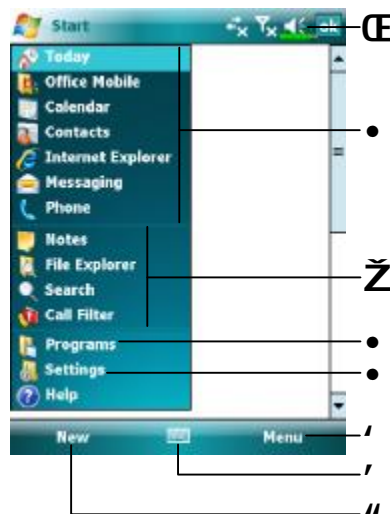 Start ok Œ
Today
Office Mobile
Calendar
Contacts •
Internet Explorer
Messaging
Phone
Notes
File Explorer Ž
Search
Call Filter
Programs •
Settings •
Help
New Menu ‘
’
“